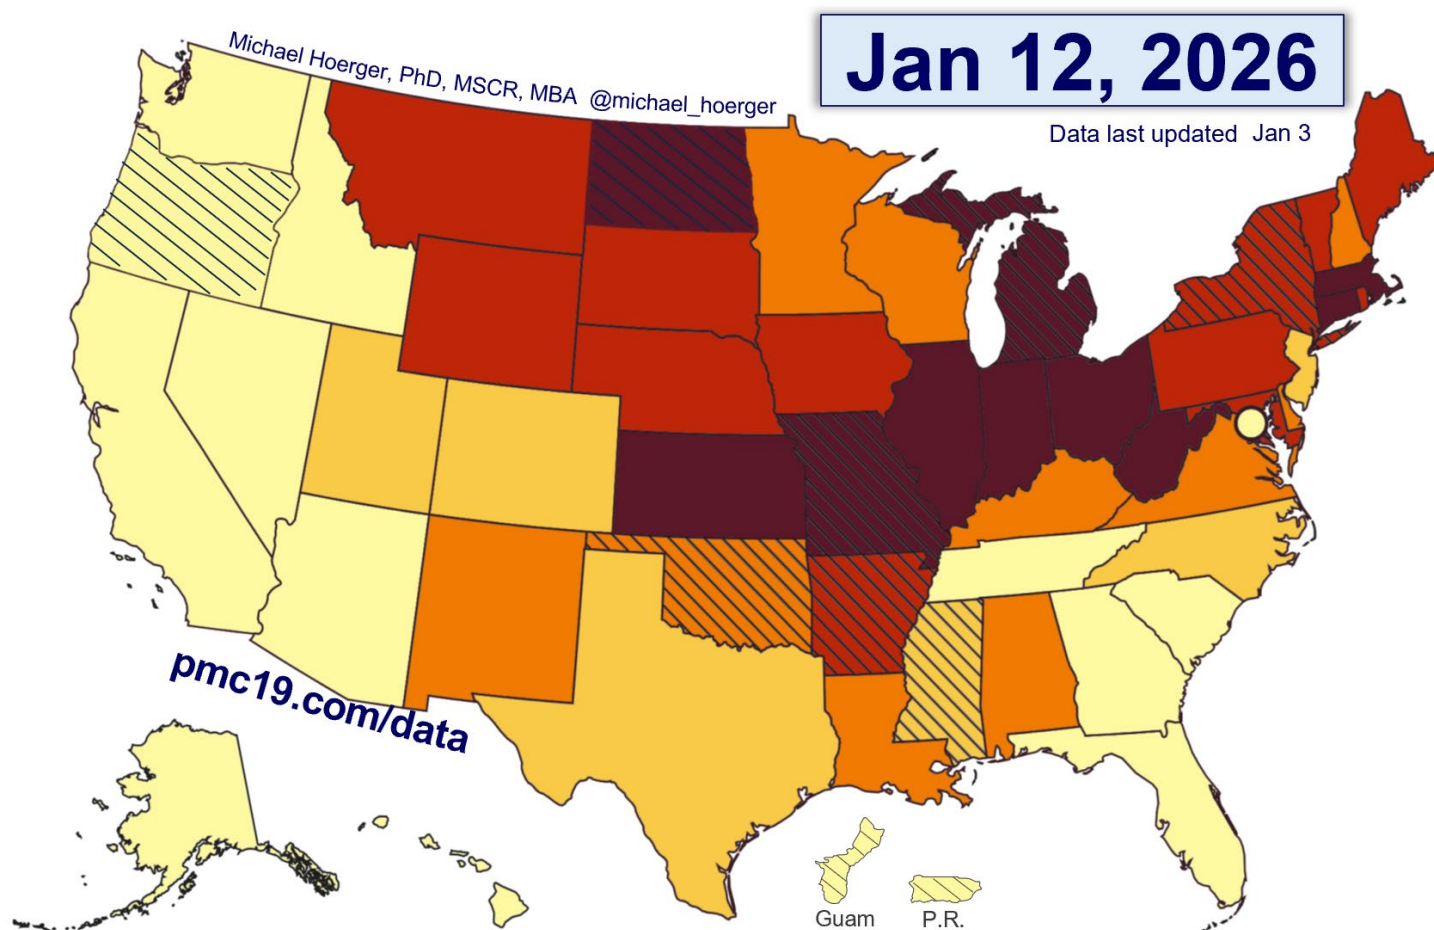 Michael Hoerger, PhD, MSCR, MBA @michael_hoerger
Jan 12, 2026
Data last updated Jan 3
pmc19.com/data
Guam
P.R.